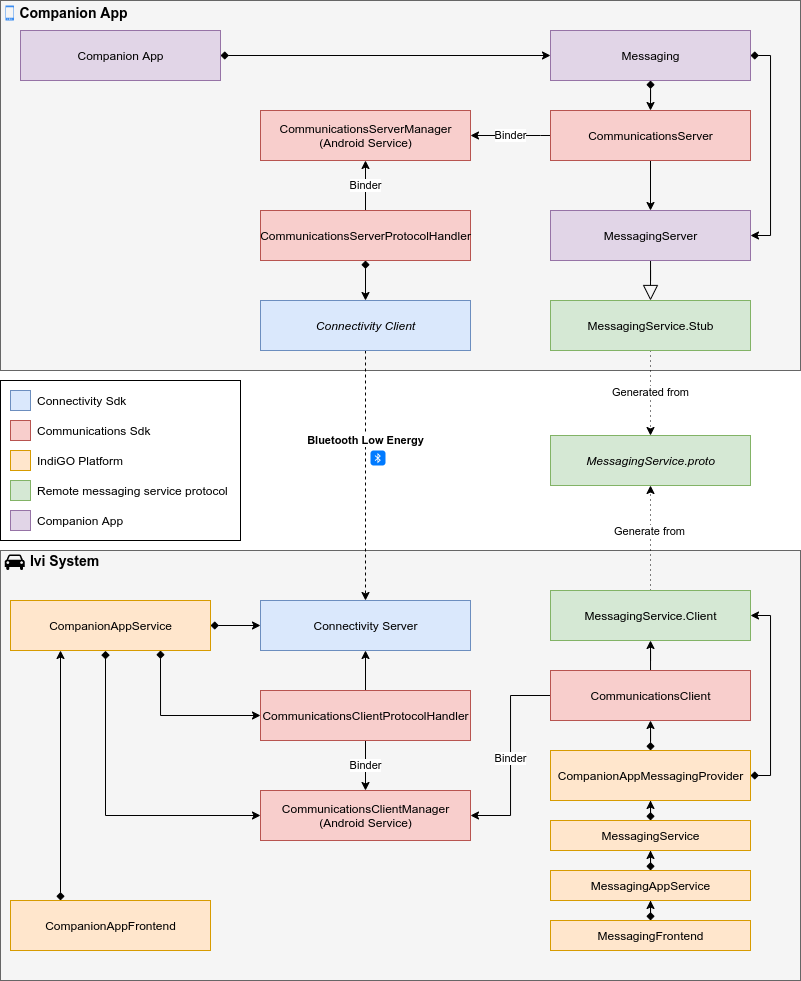 Companion App
Companion App
Messaging
CommunicationsServerManager
(Android Service)
Binder
CommunicationsServer
Binder
CommunicationsServerProtocolHandler
MessagingServer
Connectivity Client
MessagingService.Stub
Generated from
Connectivity Sdk
Communications Sdk
IndiGO Platform
Remote messaging service protocol
Companion App
Bluetooth Low Energy
MessagingService.proto
Generate from
Ivi System
CompanionAppService
Connectivity Server
MessagingService.Client
CommunicationsClientProtocolHandler
CommunicationsClient
Binder
Binder
CompanionAppMessagingProvider
CommunicationsClientManager
(Android Service)
MessagingService
MessagingAppService
CompanionAppFrontend
MessagingFrontend